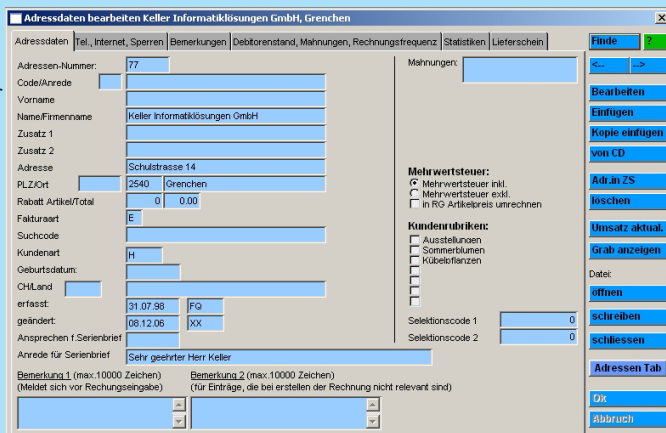 Adressdaten bearbeiten Keller Informatiklösungen GmbH, Grenchen
Adressdaten Tel., Internet, Sperren Bemerkungen Debitorenstand, Mahnungen, Rechnungsfrequenz Statistiken Lieferschein
Adressen-Nummer: 77
Code/Anrede
Vorname
Name/Firmenname Keller Informatiklösungen GmbH
Zusatz 1
Zusatz 2
Adresse Schulstrasse 14
PLZ/Ort 2540 Grenchen
Rabatt Artikel/Total 0 0.00
Fakturaart E
Suchcode
Kundenart H
Geburtsdatum:
CH/Land
erfasst: 31.07.98 FQ
geändert: 08.12.06 XX
Ansprechen f.Serienbrief
Anrede für Serienbrief Sehr geehrter Herr Keller
Bemerkung 1 (max.10000 Zeichen)
(Meldet sich vor Rechungseingabe)
Bemerkung 2 (max.10000 Zeichen)
(für Einträge, die bei erstellen der Rechnung nicht relevant sind)
Mahnungen:
Mehrwertsteuer:
Mehrwertsteuer inkl.
Mehrwertsteuer exkl.
in RG Artikelpreis umrechnen
Kundenrubriken:
Ausstellungen
Sommerblumen
Kübelpflanzen
Selektionscode 1 0
Selektionscode 2 0
Finde ?
<-- -->
Bearbeiten
Einfügen
Kopie einfügen
von CD
Adr.in ZS
löschen
Umsatz aktual.
Grab anzeigen
Datei:
öffnen
schreiben
schliessen
Adressen Tab
Ok
Abbruch